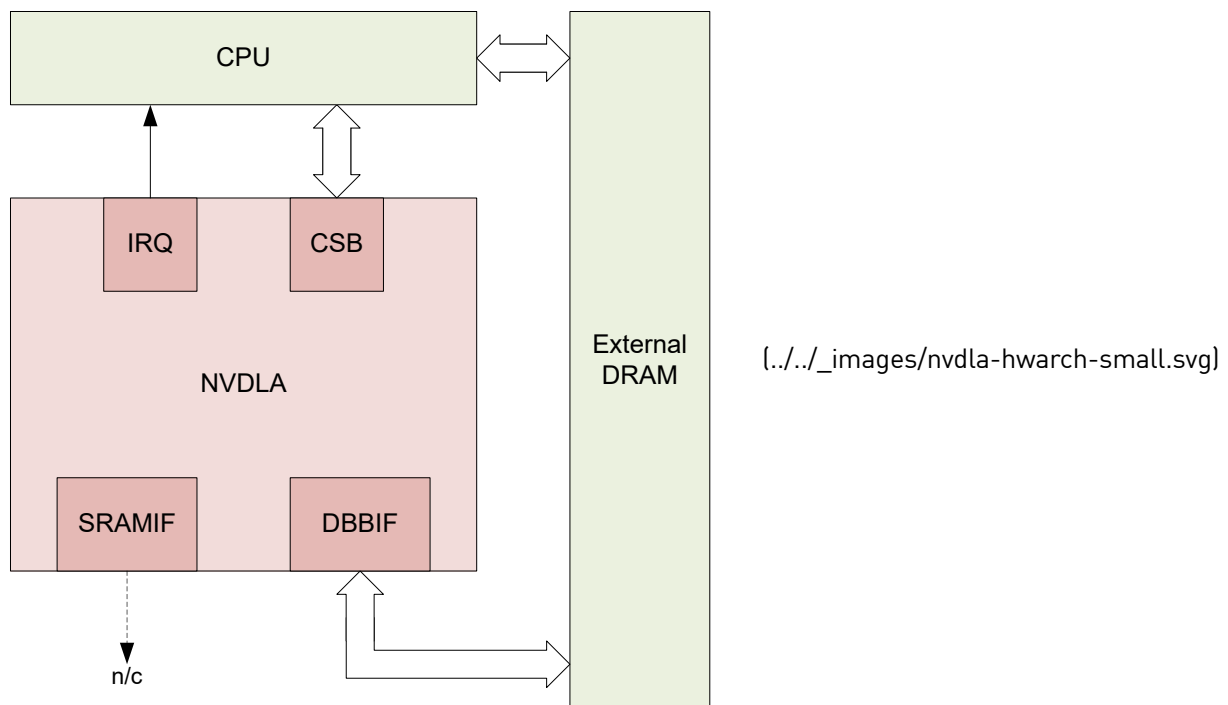 CPU
IRQ
CSB
External
DRAM
(../../_images/nvdla-hwarch-small.svg)
NVDLA
SRAMIF
DBBIF
n/c